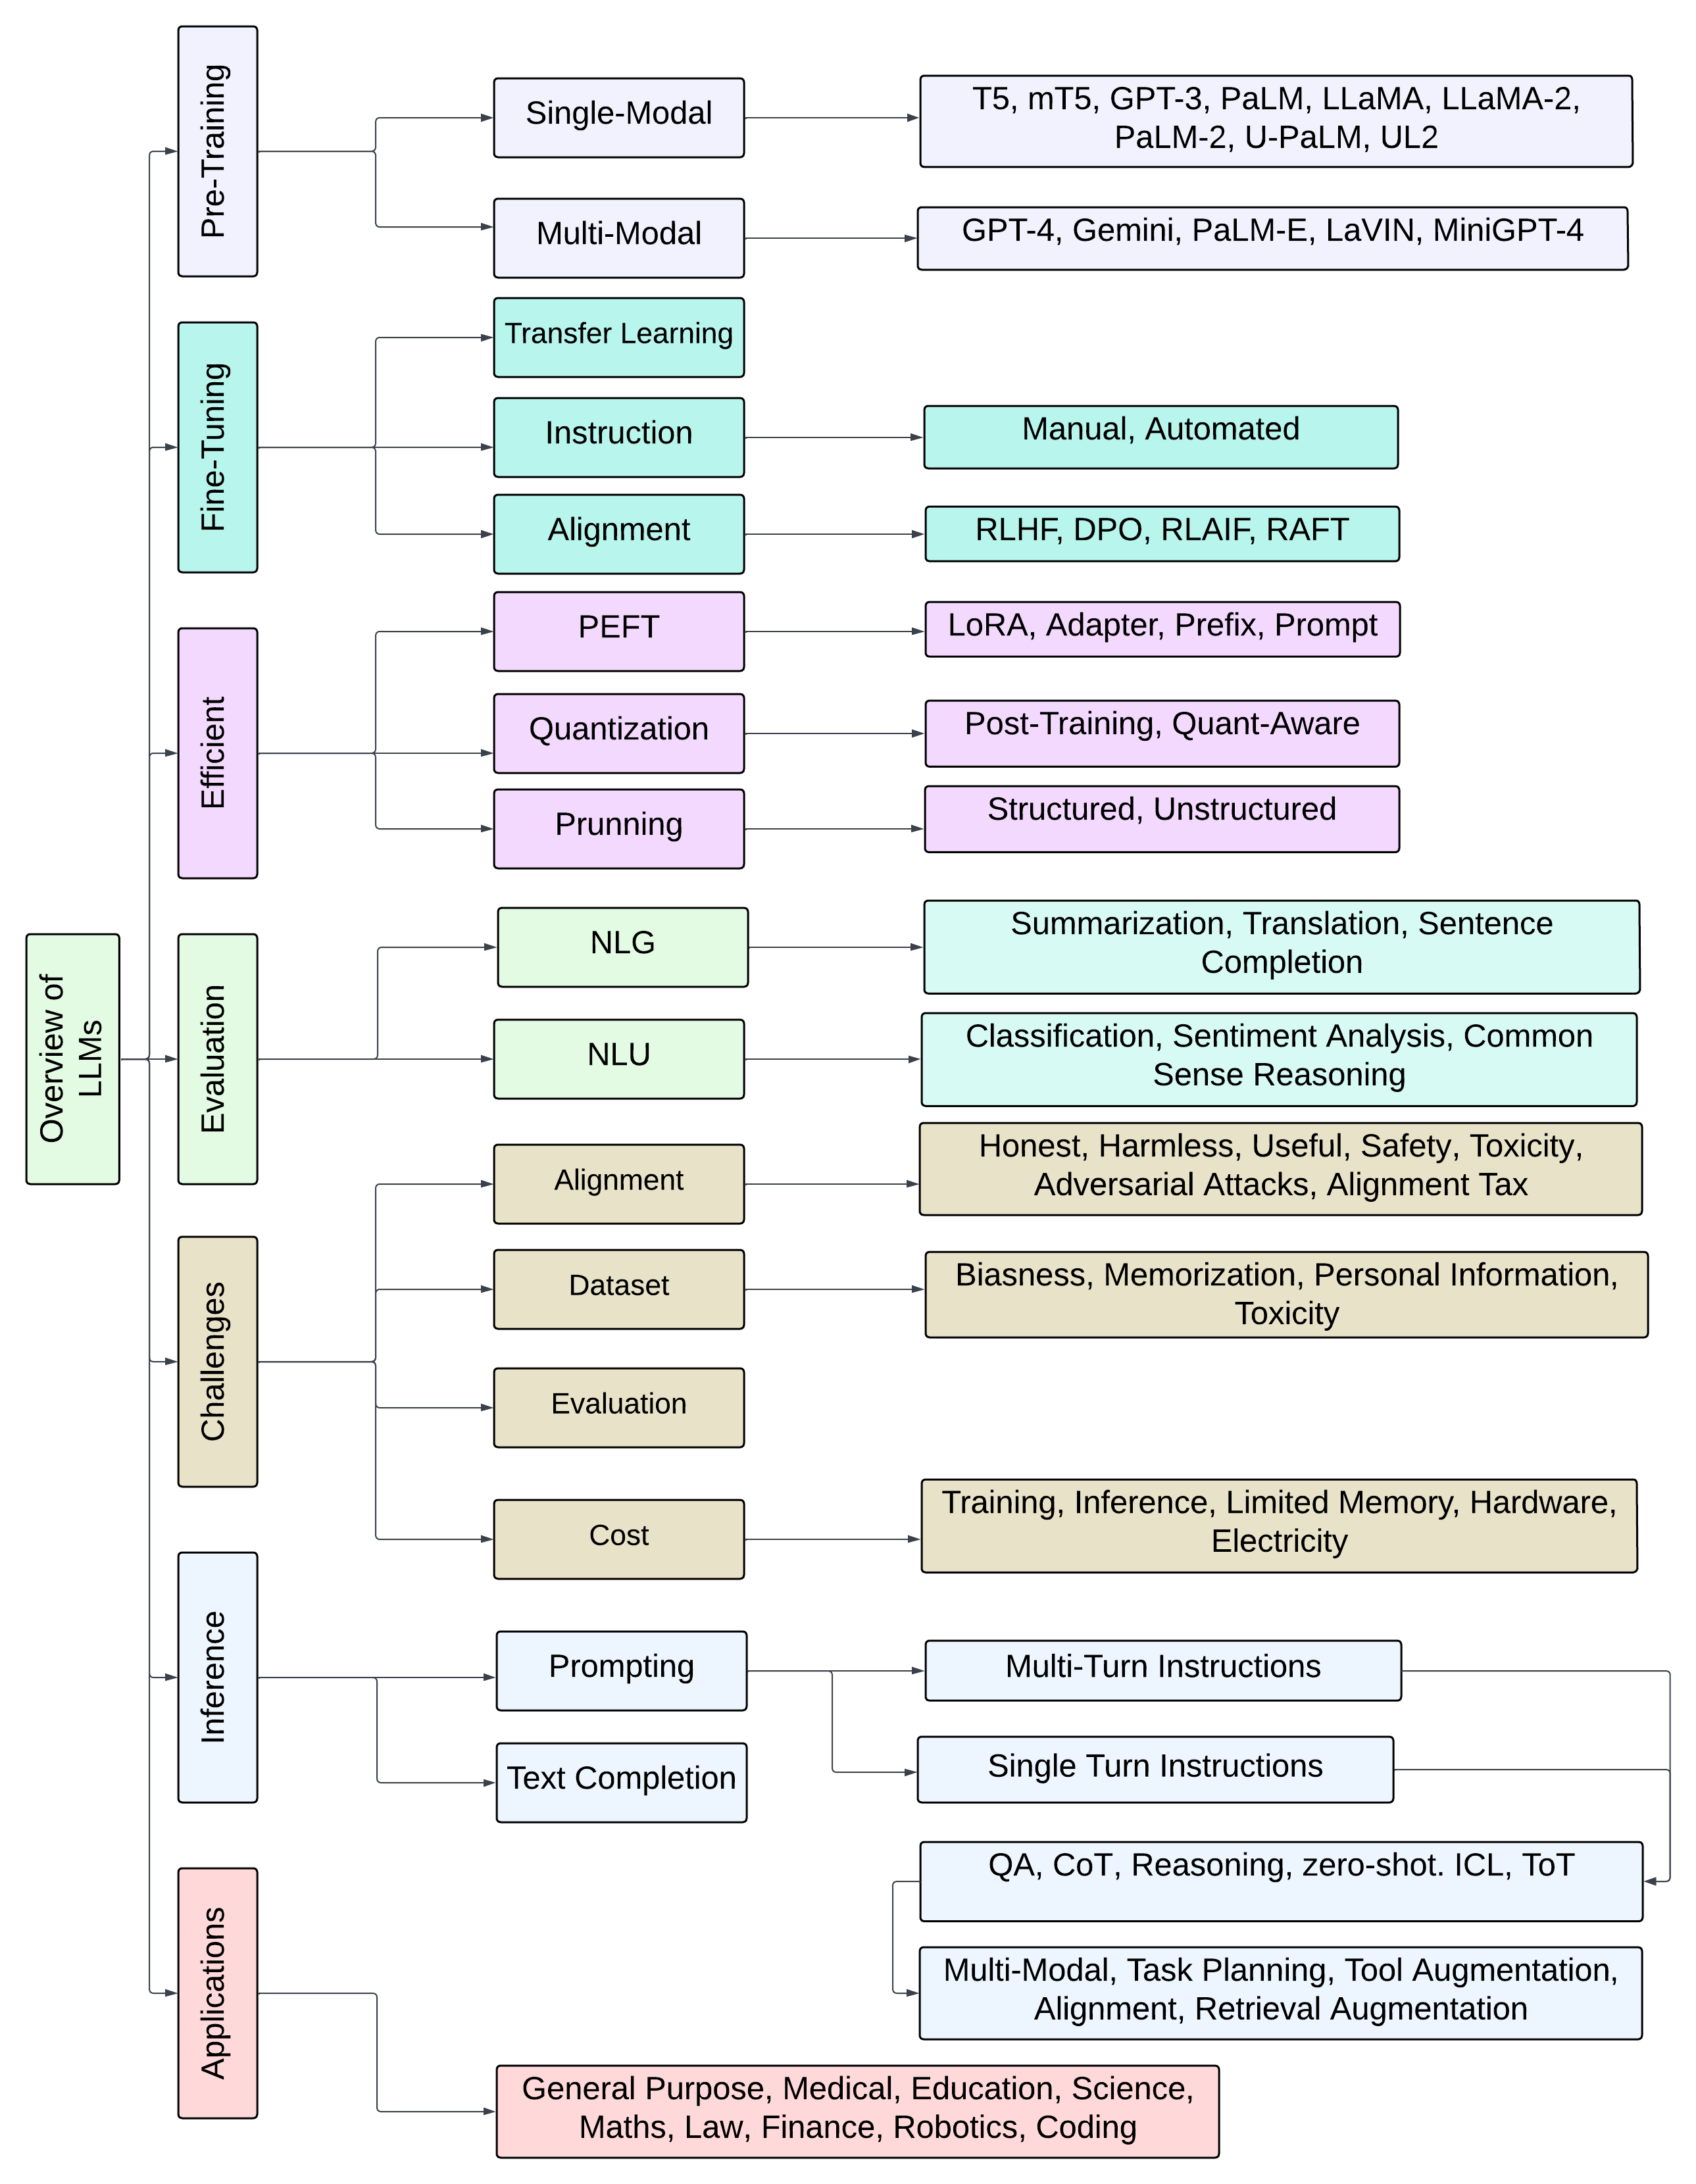 Overview of
LLMs
Pre-Training
Single-Modal
T5, mT5, GPT-3, PaLM, LLaMA, LLaMA-2,
PaLM-2, U-PaLM, UL2
Multi-Modal
GPT-4, Gemini, PaLM-E, LaVIN, MiniGPT-4
Fine-Tuning
Transfer Learning
Instruction
Manual, Automated
Alignment
RLHF, DPO, RLAIF, RAFT
Efficient
PEFT
LoRA, Adapter, Prefix, Prompt
Quantization
Post-Training, Quant-Aware
Prunning
Structured, Unstructured
Evaluation
NLG
Summarization, Translation, Sentence
Completion
NLU
Classification, Sentiment Analysis, Common
Sense Reasoning
Challenges
Alignment
Honest, Harmless, Useful, Safety, Toxicity,
Adversarial Attacks, Alignment Tax
Dataset
Biasness, Memorization, Personal Information,
Toxicity
Evaluation
Cost
Training, Inference, Limited Memory, Hardware,
Electricity
Inference
Prompting
Multi-Turn Instructions
Single Turn Instructions
Text Completion
QA, CoT, Reasoning, zero-shot. ICL, ToT
Multi-Modal, Task Planning, Tool Augmentation,
Alignment, Retrieval Augmentation
Applications
General Purpose, Medical, Education, Science,
Maths, Law, Finance, Robotics, Coding